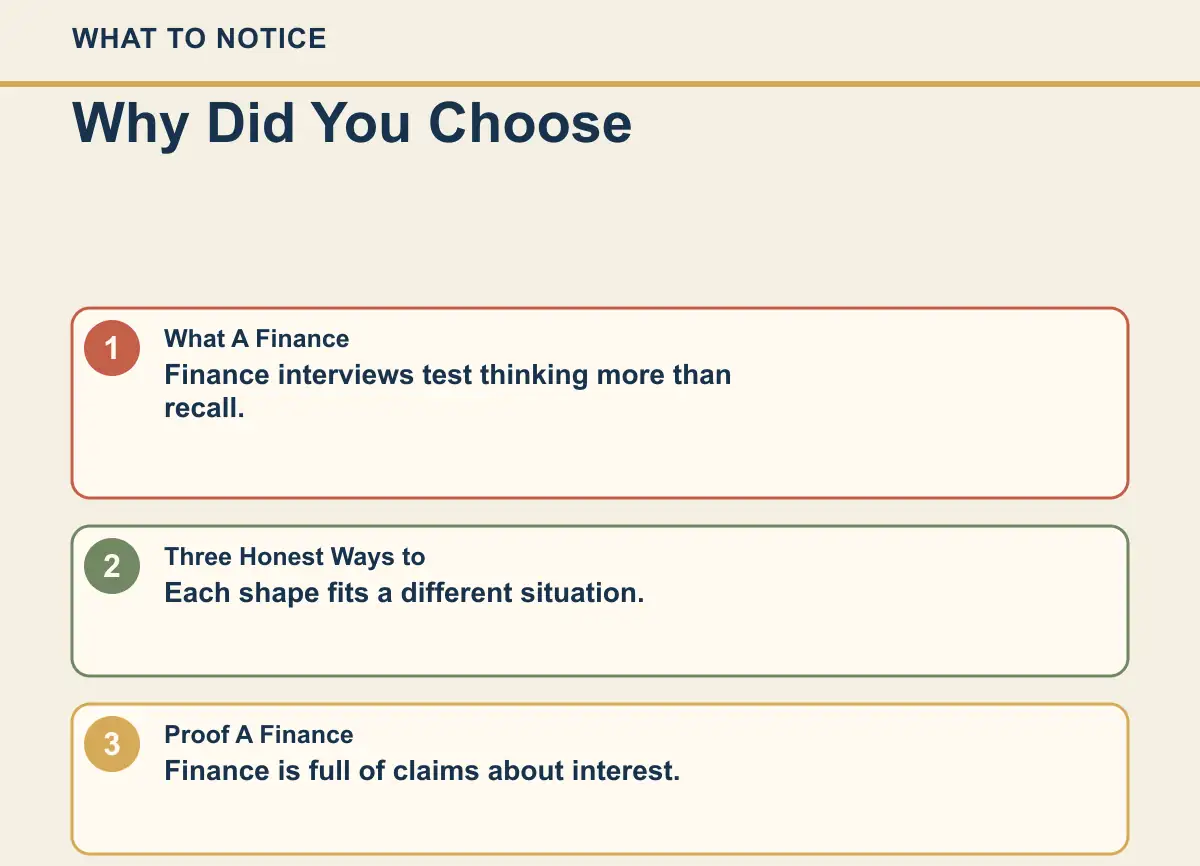 WHAT TO NOTICE
Why Did You Choose
1
What A Finance
Finance interviews test thinking more than
recall.
2
Three Honest Ways to
Each shape fits a different situation.
3
Proof A Finance
Finance is full of claims about interest.